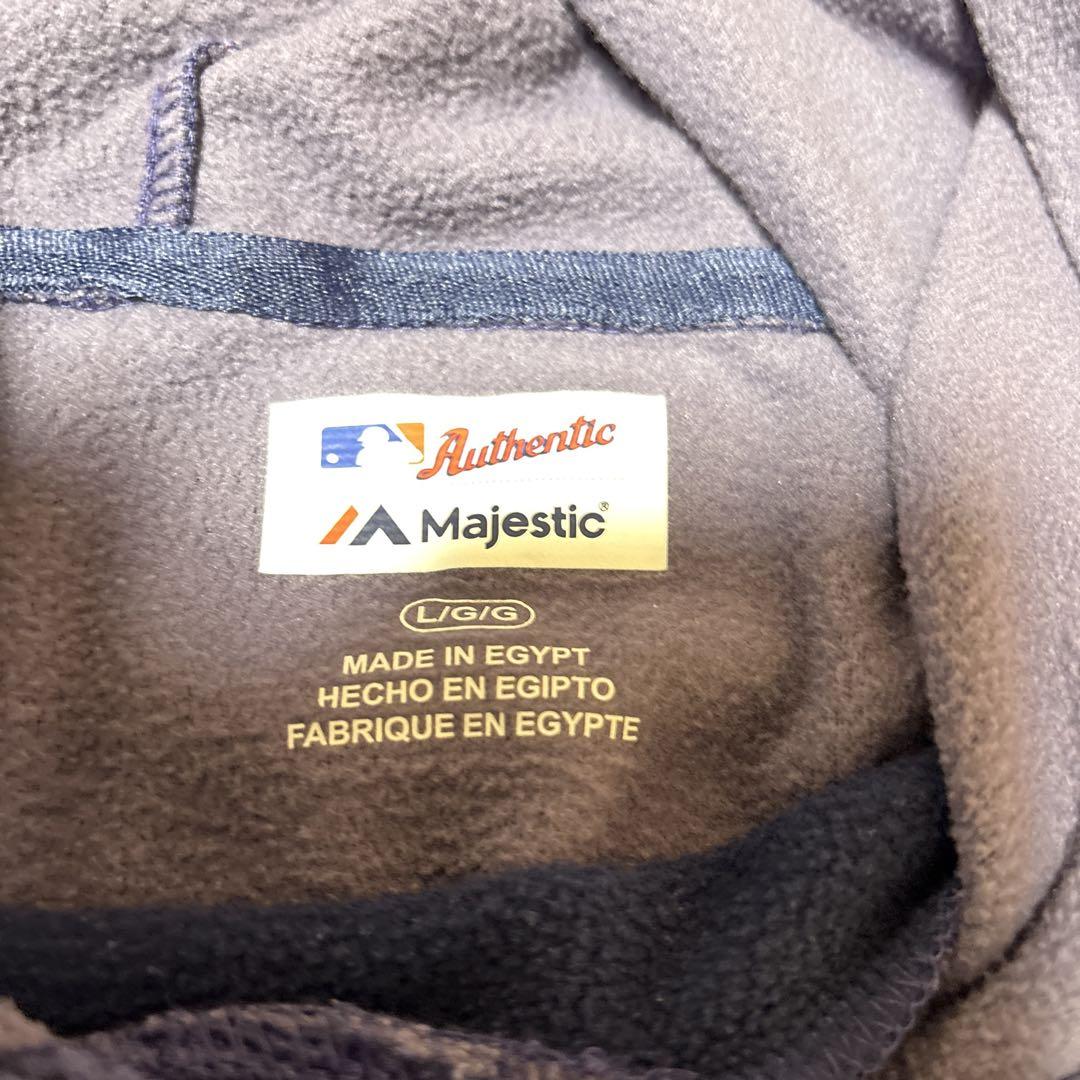 Authentic
Majestic®
L/G/G
MADE IN EGYPT
HECHO EN EGIPTO
FABRIQUE EN EGYPTE